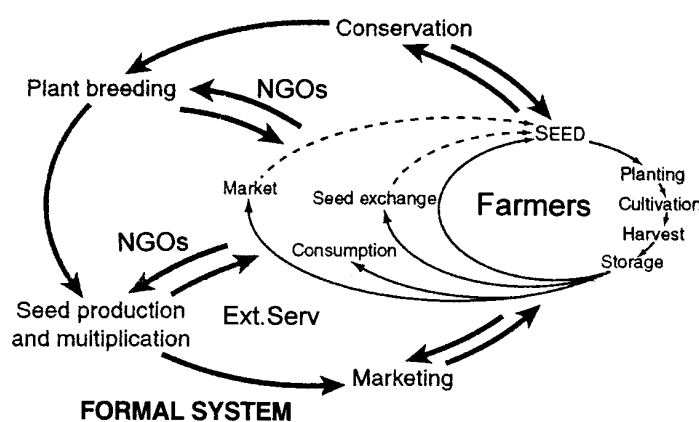 Conservation
Plant breeding
NGOs
SEED
Planting
Market
Seed exchange
Farmers
Cultivation
Harvest
NGOs
Consumption
Storage
Seed production
and multiplication
Ext.Serv
Marketing
FORMAL SYSTEM